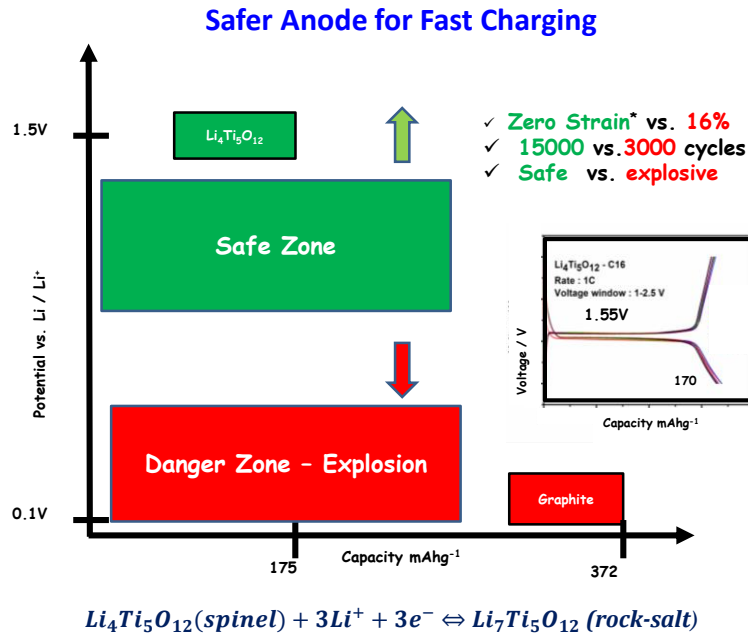 Safer Anode for Fast Charging
1.5V
Li₄Ti₅O₁₂
✓ Zero Strain* vs. 16%
✓ 15000 vs.3000 cycles
✓ Safe vs. explosive
Safe Zone
Potential vs. Li / Li⁺
Li₄Ti₅O₁₂ - C16
Rate : 1C
Voltage window : 1-2.5 V
1.55V
Voltage / V
170
Capacity mAhg⁻¹
Danger Zone – Explosion
Graphite
0.1V
175
Capacity mAhg⁻¹
372
Li₄Ti₅O₁₂(spinel) + 3Li⁺ + 3e⁻ ⇔ Li₇Ti₅O₁₂ (rock-salt)